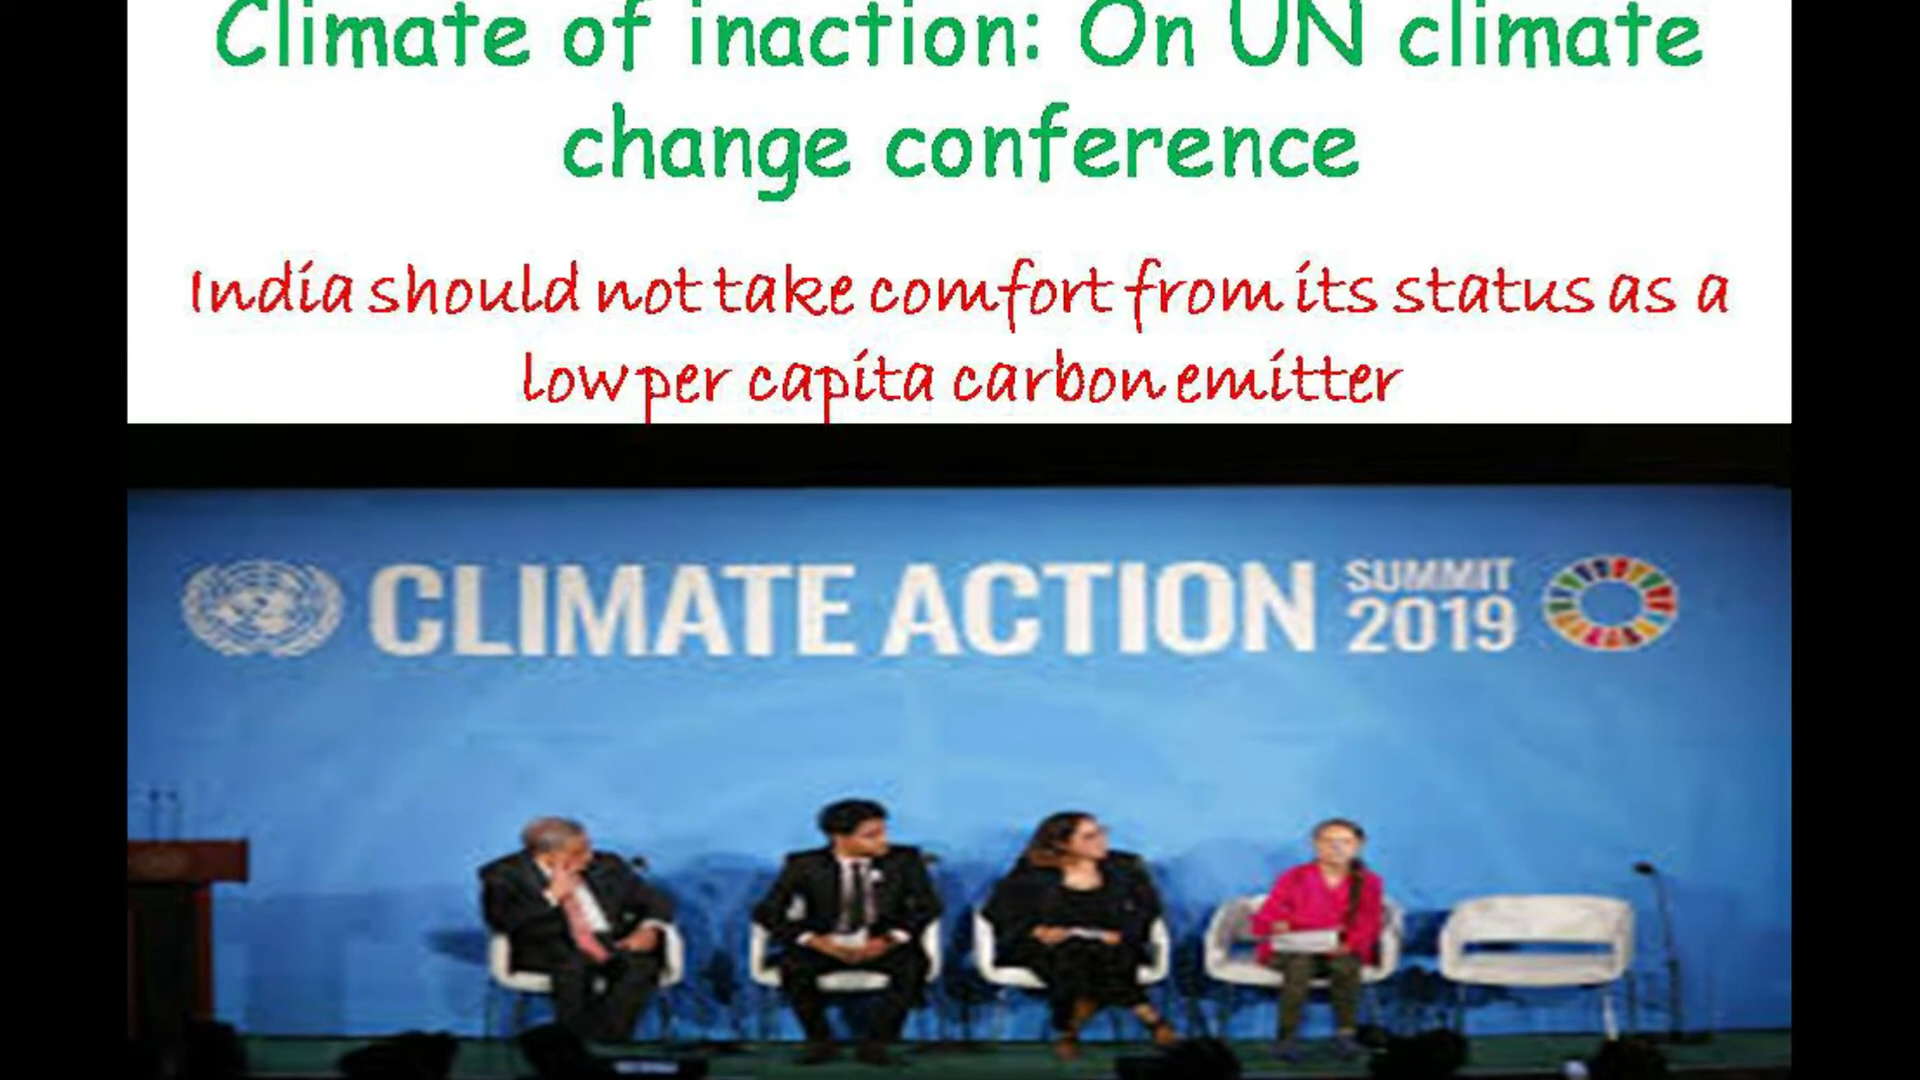 Climate of inaction: On UN climate
change conference
India should not take comfort from its status as a
low per capita carbon emitter
CLIMATE ACTION SUMMIT
2019